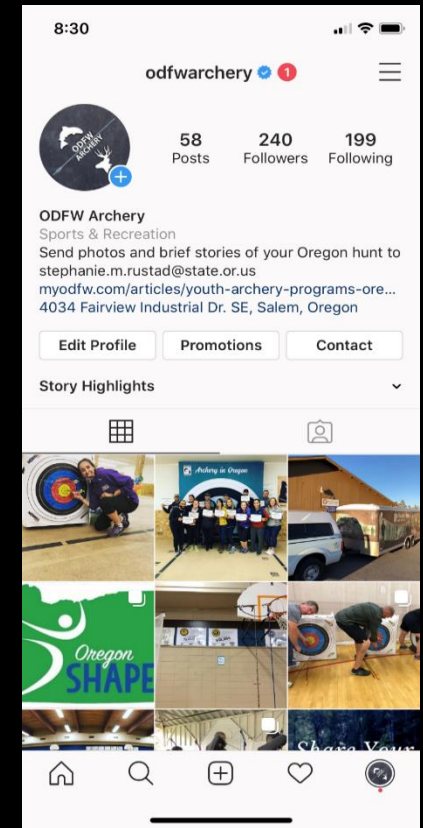 8:30
odfwarchery 1
ODFW
ARCHERY
58
Posts
240
Followers
199
Following
ODFW Archery
Sports & Recreation
Send photos and brief stories of your Oregon hunt to
stephanie.m.rustad@state.or.us
myodfw.com/articles/youth-archery-programs-ore...
4034 Fairview Industrial Dr. SE, Salem, Oregon
Edit Profile
Promotions
Contact
Story Highlights
Archery in Oregon
Oregon
SHAPE
Share Your